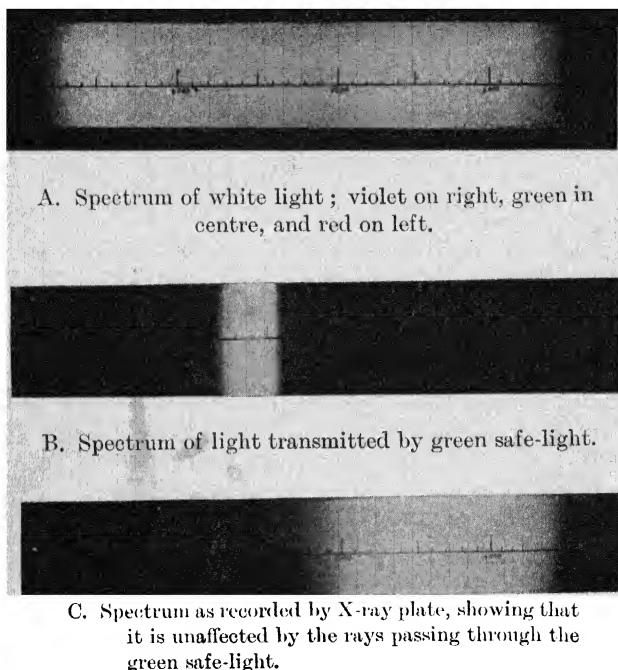 A. Spectrum of white light ; violet on right, green in
centre, and red on left.
B. Spectrum of light transmitted by green safe-light.
C. Spectrum as recorded by X-ray plate, showing that
it is unaffected by the rays passing through the
green safe-light.